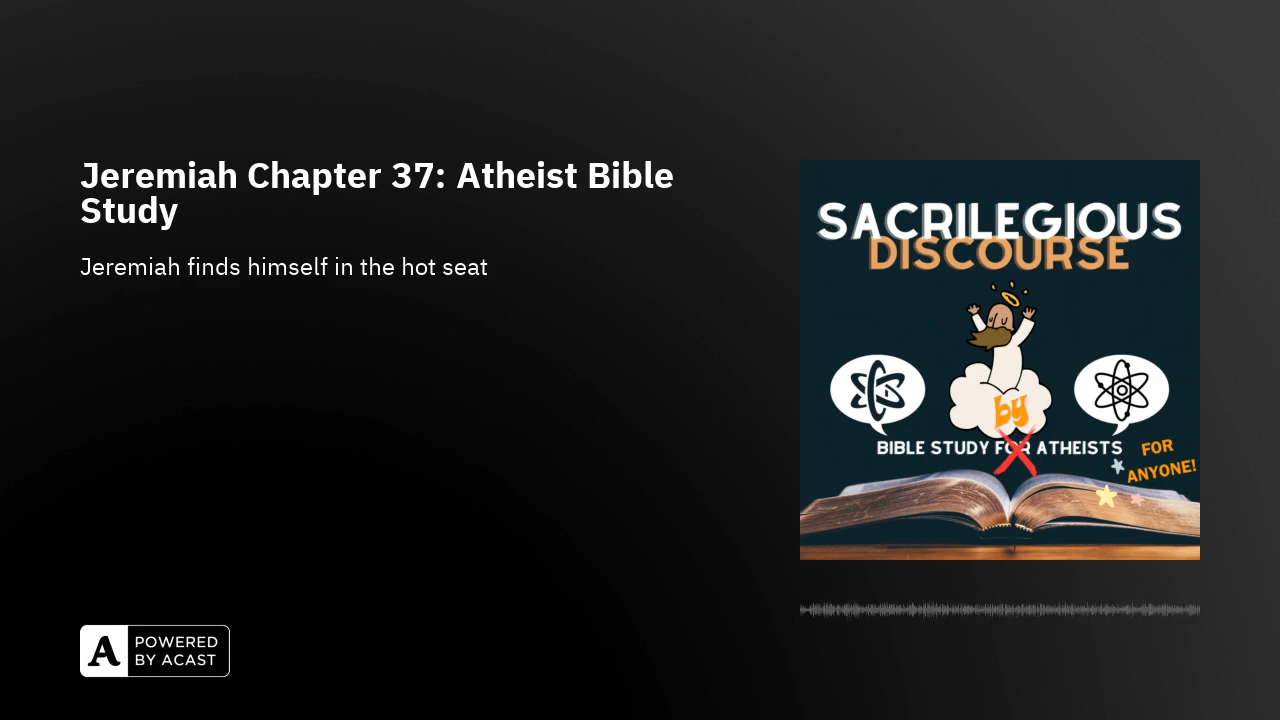 Jeremiah Chapter 37: Atheist Bible
Study
Jeremiah finds himself in the hot seat
SACRILEGIOUS
DISCOURSE
by
BIBLE STUDY FOR ATHEISTS
FOR
ANYONE!
A POWERED
BY ACAST